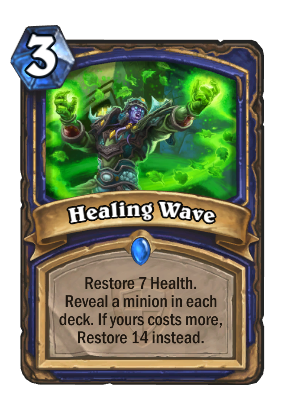 3
Healing Wave
Restore 7 Health.
Reveal a minion in each
deck. If yours costs more,
Restore 14 instead.